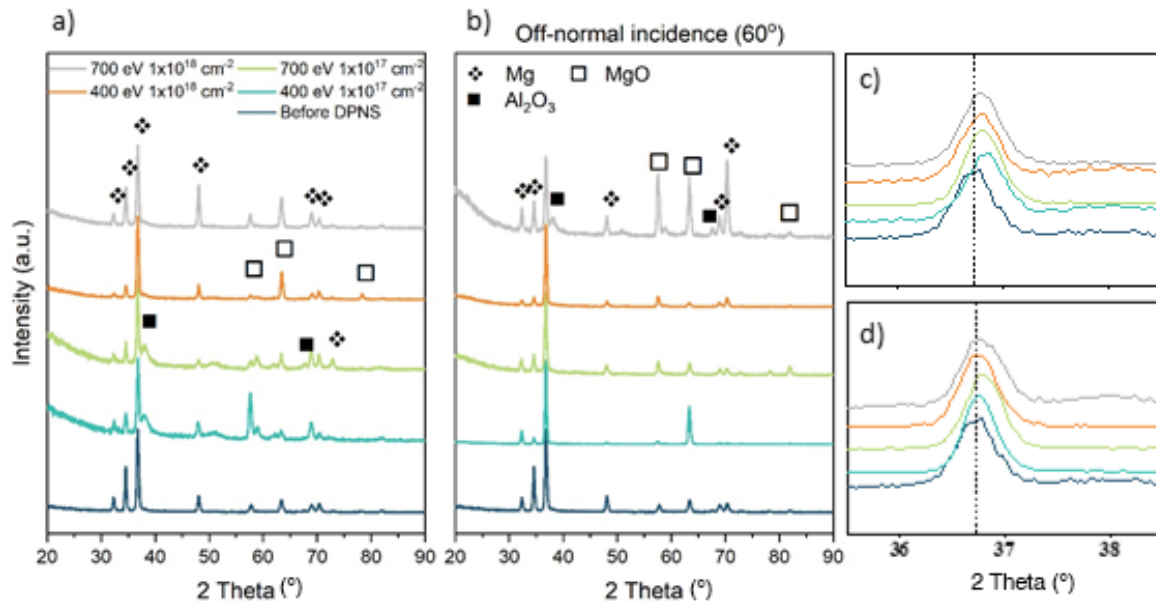 a)
700 eV 1x10¹⁸ cm⁻² 700 eV 1x10¹⁷ cm⁻²
400 eV 1x10¹⁸ cm⁻² 400 eV 1x10¹⁷ cm⁻²
Before DPNS
Intensity (a.u.)
20 30 40 50 60 70 80 90
2 Theta (°)
b)
Off-normal incidence (60°)
Mg MgO
Al₂O₃
20 30 40 50 60 70 80 90
2 Theta (°)
c)
d)
36 37 38
2 Theta (°)